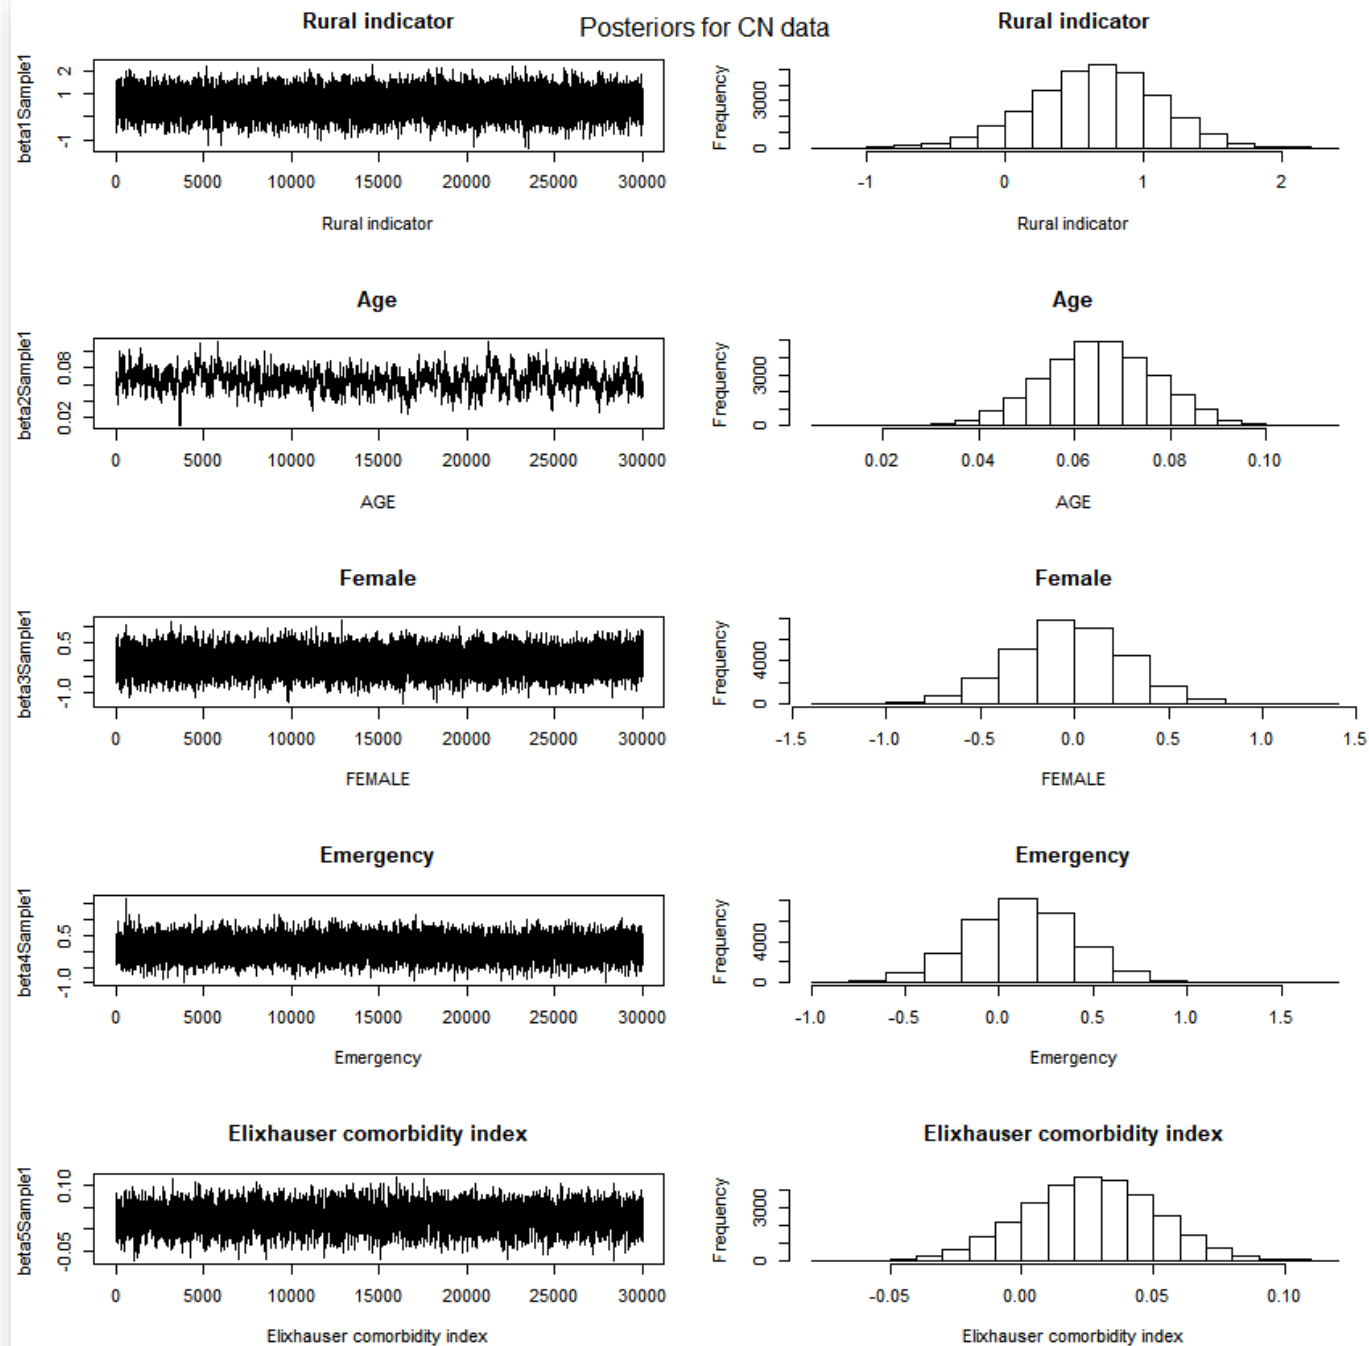 Posteriors for CN data
Rural indicator
beta1Sample1
2
1
-1
0 5000 10000 15000 20000 25000 30000
Rural indicator
Rural indicator
Frequency
3000
0
-1 0 1 2
Rural indicator
Age
beta2Sample1
0.08
0.02
0 5000 10000 15000 20000 25000 30000
AGE
Age
Frequency
3000
0
0.02 0.04 0.06 0.08 0.10
AGE
Female
beta3Sample1
0.5
-1.0
0 5000 10000 15000 20000 25000 30000
FEMALE
Female
Frequency
4000
0
-1.5 -1.0 -0.5 0.0 0.5 1.0 1.5
FEMALE
Emergency
beta4Sample1
0.5
-1.0
0 5000 10000 15000 20000 25000 30000
Emergency
Emergency
Frequency
4000
0
-1.0 -0.5 0.0 0.5 1.0 1.5
Emergency
Elixhauser comorbidity index
beta5Sample1
0.10
-0.05
0 5000 10000 15000 20000 25000 30000
Elixhauser comorbidity index
Elixhauser comorbidity index
Frequency
3000
0
-0.05 0.00 0.05 0.10
Elixhauser comorbidity index